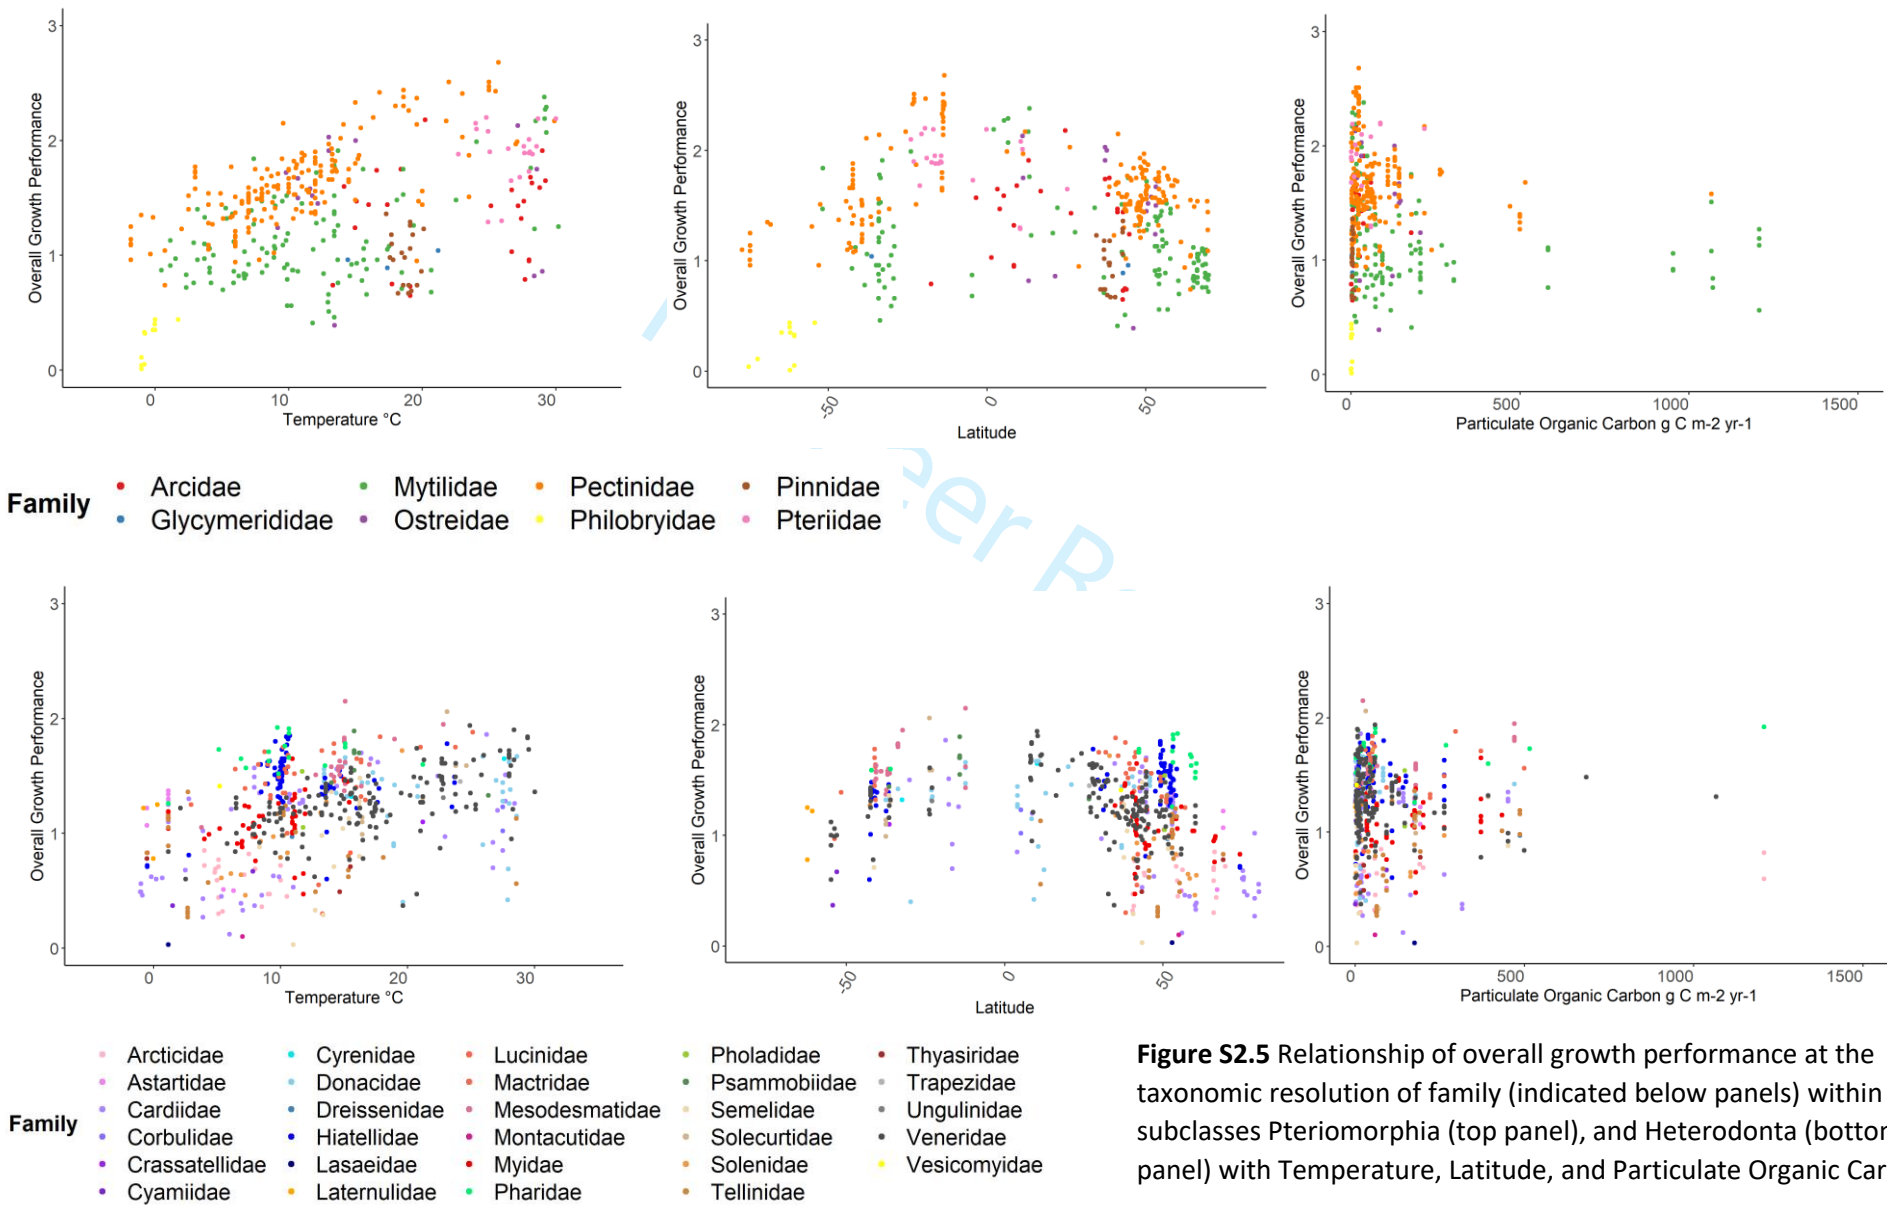 3
2
1
0
Overall Growth Performance
0 10 20 30
Temperature °C
3
2
1
0
Overall Growth Performance
-50 0 50
Latitude
3
2
1
0
Overall Growth Performance
0 500 1000 1500
Particulate Organic Carbon g C m-2 yr-1
Family
Arcidae Mytilidae Pectinidae Pinnidae
Glycymerididae Ostreidae Philobryidae Pteriidae
eer R
3
2
1
0
Overall Growth Performance
0 10 20 30
Temperature °C
3
2
1
0
Overall Growth Performance
-50 0 50
Latitude
3
2
1
0
Overall Growth Performance
0 500 1000 1500
Particulate Organic Carbon g C m-2 yr-1
Family
Arcticidae Cyrenidae Lucinidae Pholadidae Thyasiridae
Astartidae Donacidae Mactridae Psammobiidae Trapezidae
Cardiidae Dreissenidae Mesodesmatidae Semelidae Ungulinidae
Corbulidae Hiatellidae Montacutidae Solecurtidae Veneridae
Crassatellidae Lasaeidae Myidae Solenidae Vesicomyidae
Cyamiidae Laternulidae Pharidae Tellinidae
Figure S2.5 Relationship of overall growth performance at the
taxonomic resolution of family (indicated below panels) within
subclasses Pteriomorphia (top panel), and Heterodonta (bottor
panel) with Temperature, Latitude, and Particulate Organic Car